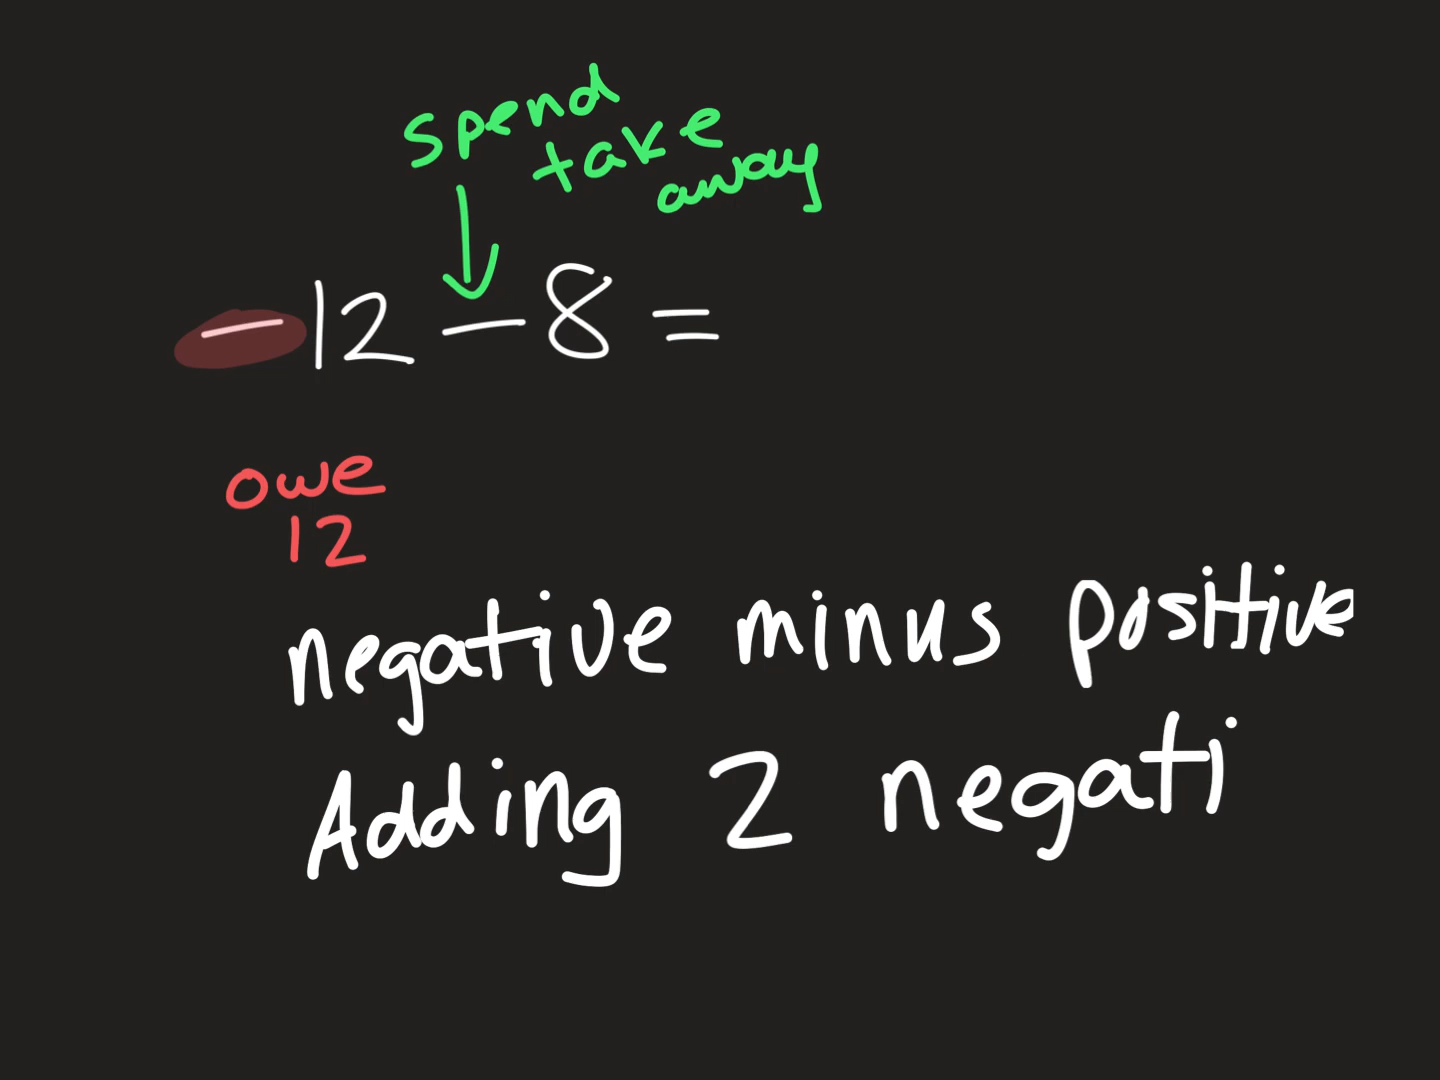 spend
take
away
-12 - 8 =
owe
12
negative minus positive
Adding 2 negati